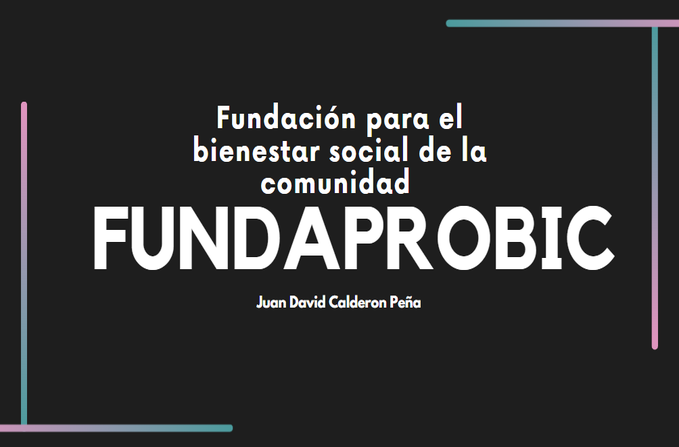 Fundación para el
bienestar social de la
comunidad
FUNDAPROBIC
Juan David Calderon Peña